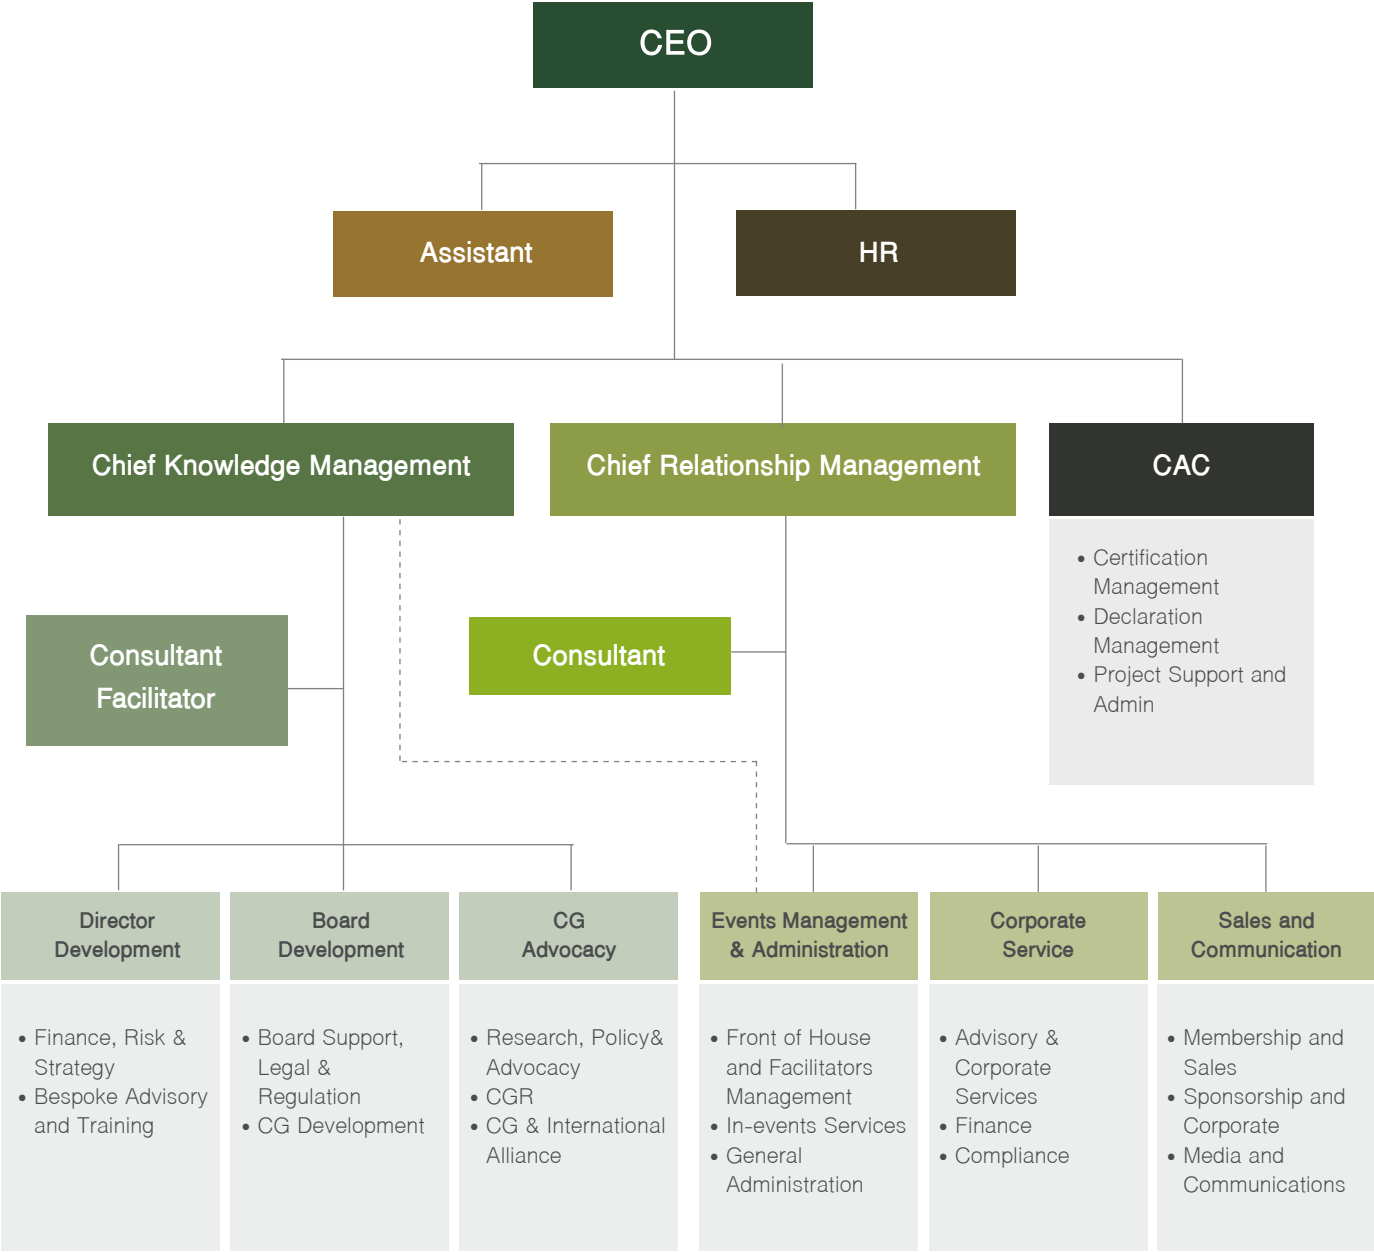 CEO
Assistant
HR
Chief Knowledge Management
Chief Relationship Management
CAC
• Certification
Management
• Declaration
Management
• Project Support and
Admin
Consultant
Facilitator
Consultant
Director
Development
• Finance, Risk &
Strategy
• Bespoke Advisory
and Training
Board
Development
• Board Support,
Legal &
Regulation
• CG Development
CG
Advocacy
• Research, Policy&
Advocacy
• CGR
• CG & International
Alliance
Events Management
& Administration
• Front of House
and Facilitators
Management
• In-events Services
• General
Administration
Corporate
Service
• Advisory &
Corporate
Services
• Finance
• Compliance
Sales and
Communication
• Membership and
Sales
• Sponsorship and
Corporate
• Media and
Communications